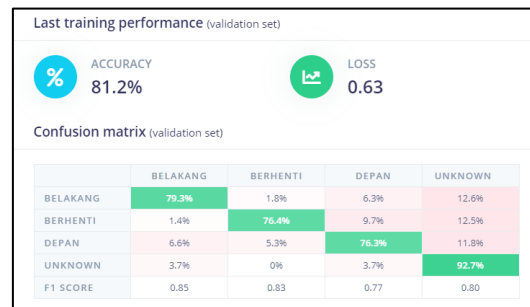 Last training performance (validation set)
% ACCURACY
81.2%
LOSS
0.63
Confusion matrix (validation set)
BELAKANG BERHENTI DEPAN UNKNOWN
BELAKANG 79.3% 1.8% 6.3% 12.6%
BERHENTI 1.4% 76.4% 9.7% 12.5%
DEPAN 6.6% 5.3% 76.3% 11.8%
UNKNOWN 3.7% 0% 3.7% 92.7%
F1 SCORE 0.85 0.83 0.77 0.80